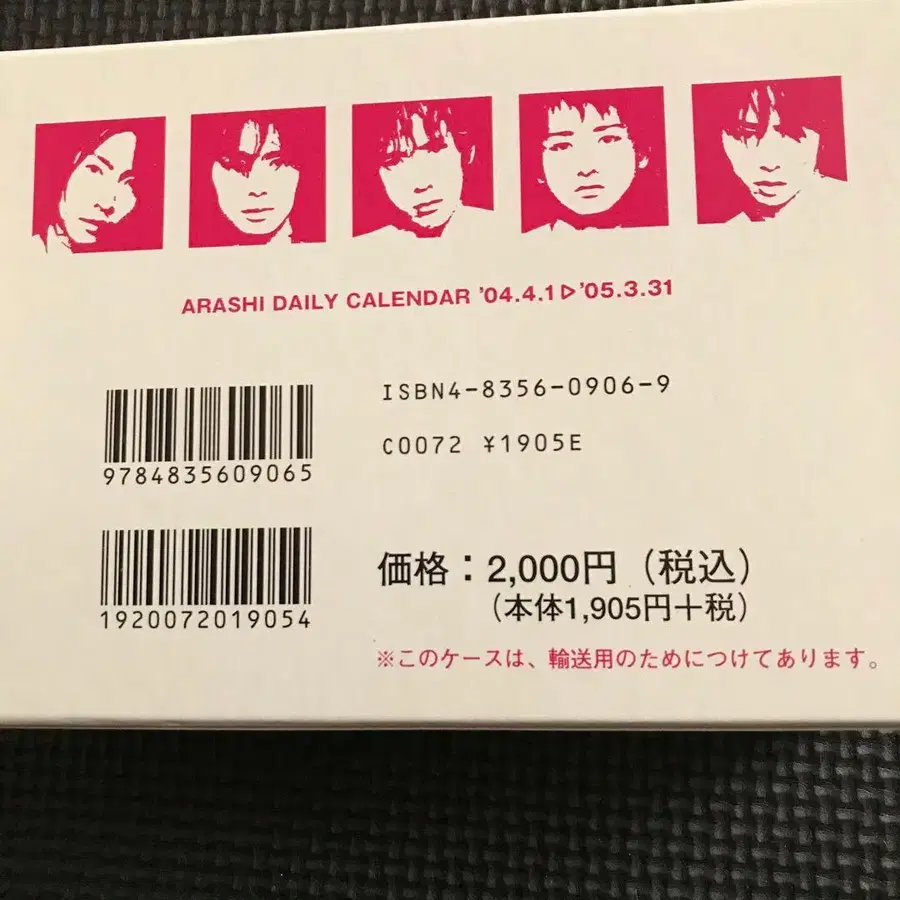 ARASHI DAILY CALENDAR '04.4.1▷'05.3.31
ISBN4-8356-0906-9
C0072 ¥1905E
9784835609065
1920072019054
価格：2,000円（税込）
（本体1,905円＋税）
※このケースは、輸送用のためにつけてあります。